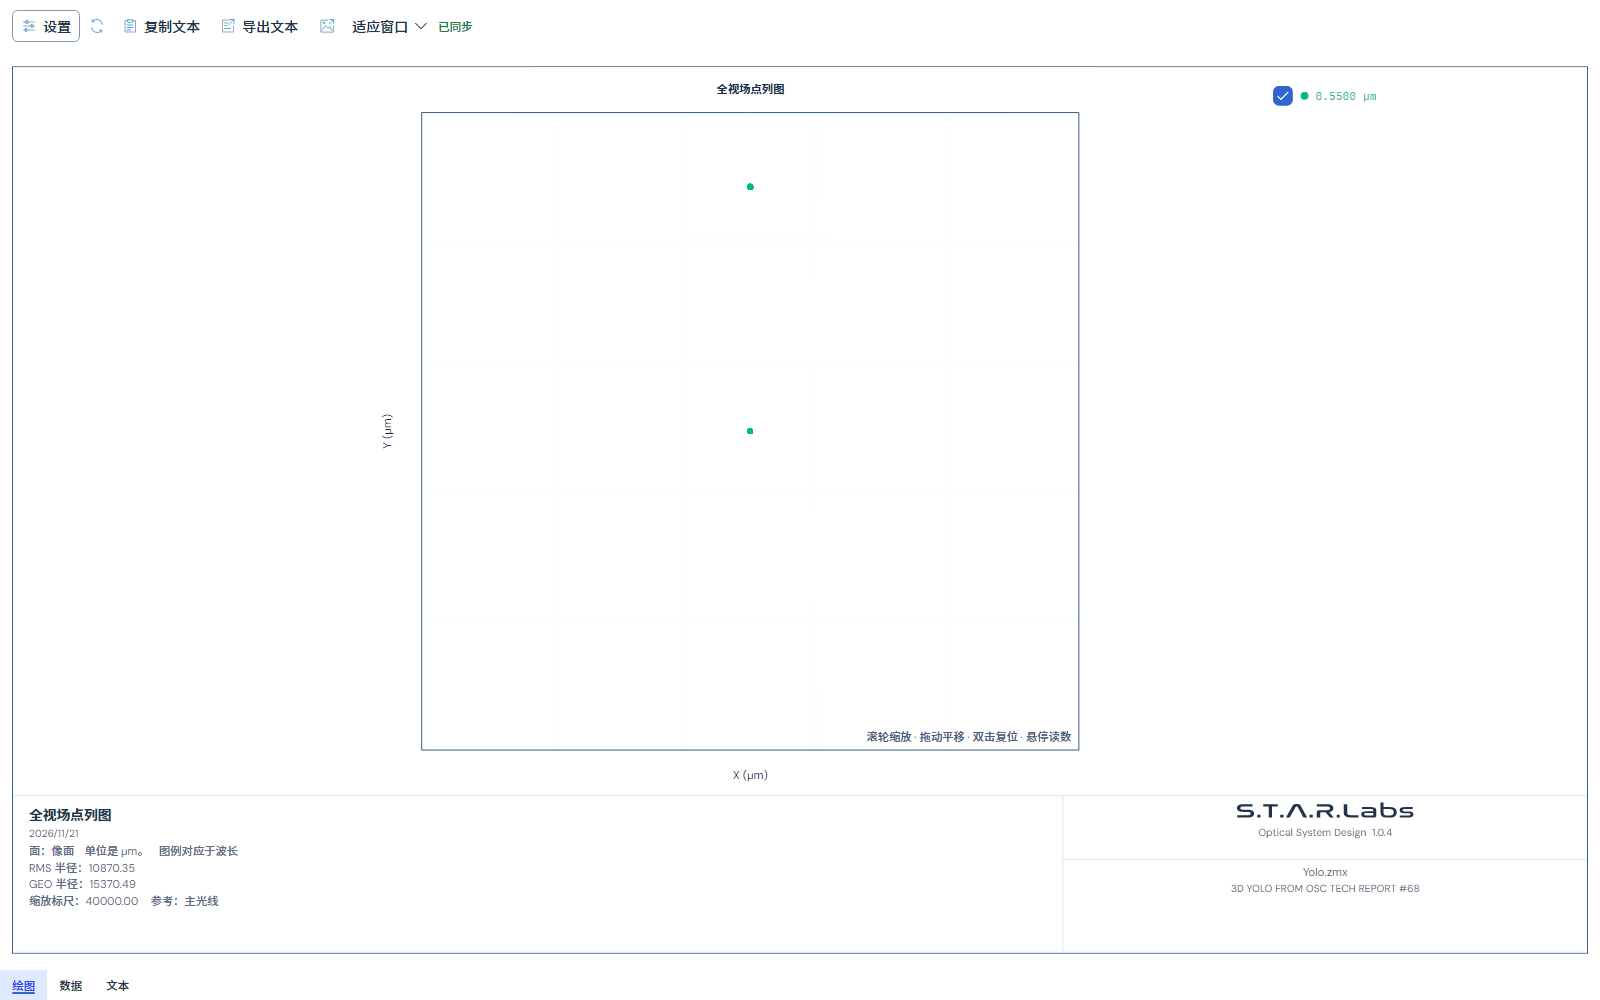 设置 复制文本 导出文本 适应窗口 已同步
全视场点列图
0.5500 µm
Y (µm)
滚轮缩放 · 拖动平移 · 双击复位 · 悬停读数
X (µm)
全视场点列图
2026/11/21
面：像面 单位是 µm。 图例对应于波长
RMS 半径：10870.35
GEO 半径：15370.49
缩放标尺：40000.00 参考：主光线
S.T.A.R.Labs
Optical System Design 1.0.4
Yolo.zmx
3D YOLO FROM OSC TECH REPORT #68
绘图 数据 文本